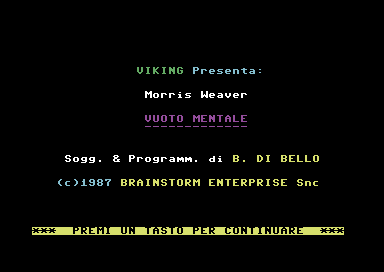 VIKING Presenta:
Morris Weaver
VUOTO MENTALE
Sogg. & Programm. di B. DI BELLO
(c)1987 BRAINSTORM ENTERPRISE Snc
*** PREMI UN TASTO PER CONTINUARE ***